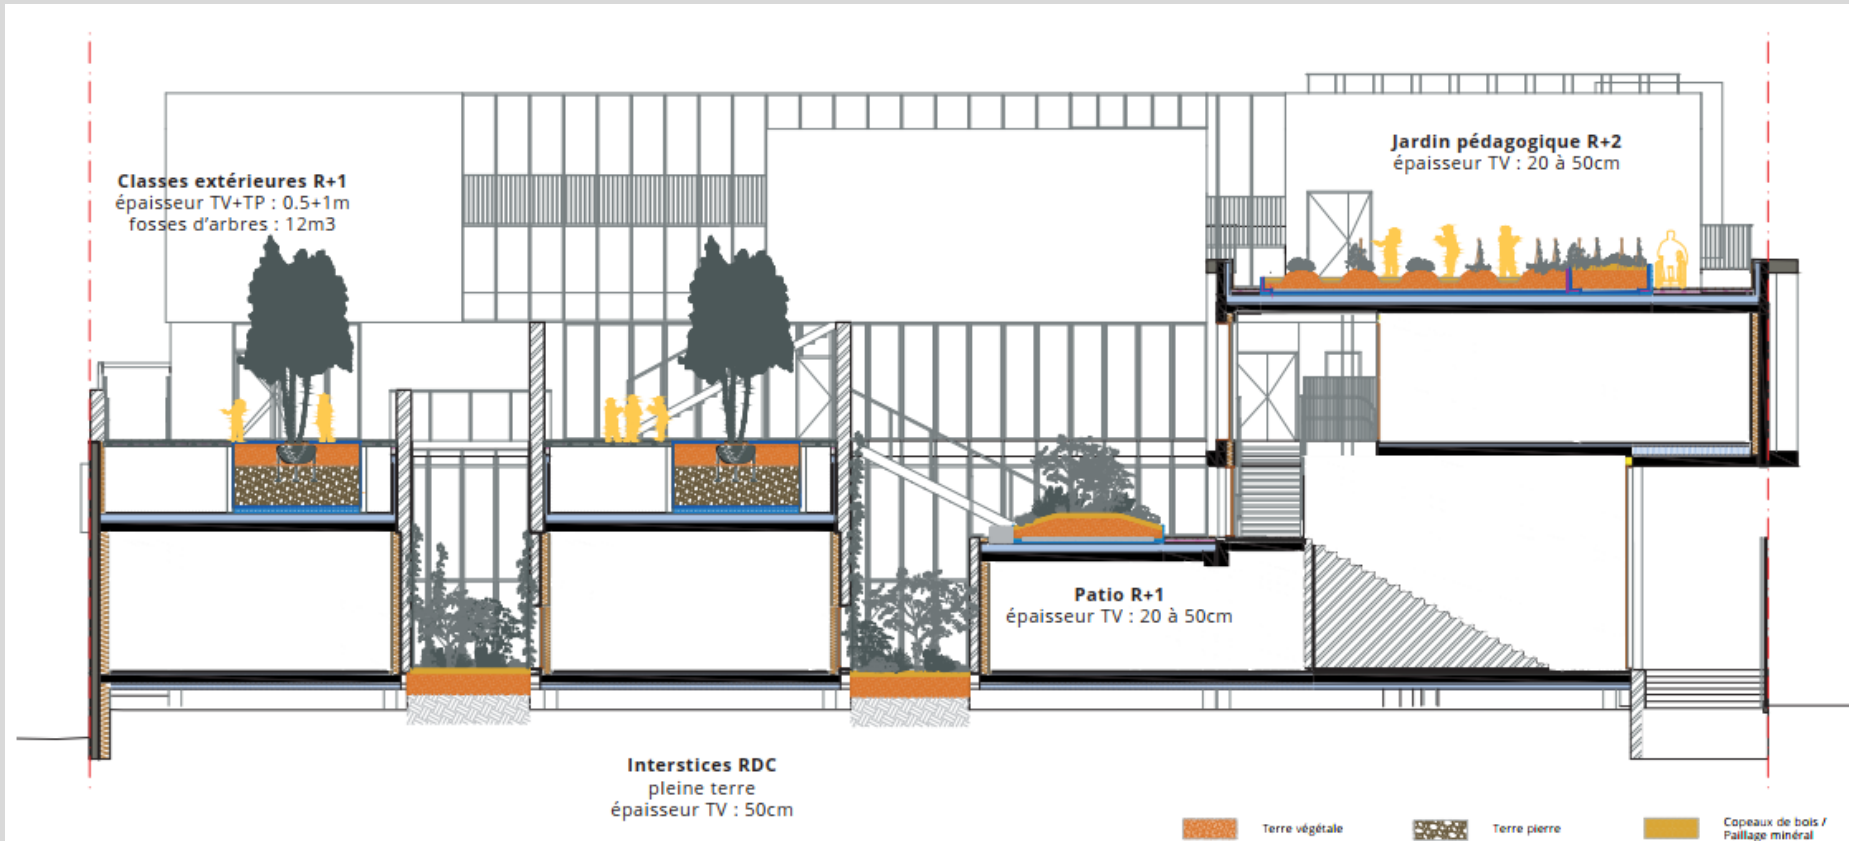 Classes extérieures R+1
épaisseur TV+TP : 0.5+1m
fosses d'arbres : 12m3
Jardin pédagogique R+2
épaisseur TV : 20 à 50cm
Patio R+1
épaisseur TV : 20 à 50cm
Interstices RDC
pleine terre
épaisseur TV : 50cm
Terre végétale
Terre pierre
Copeaux de bois /
Paillage minéral